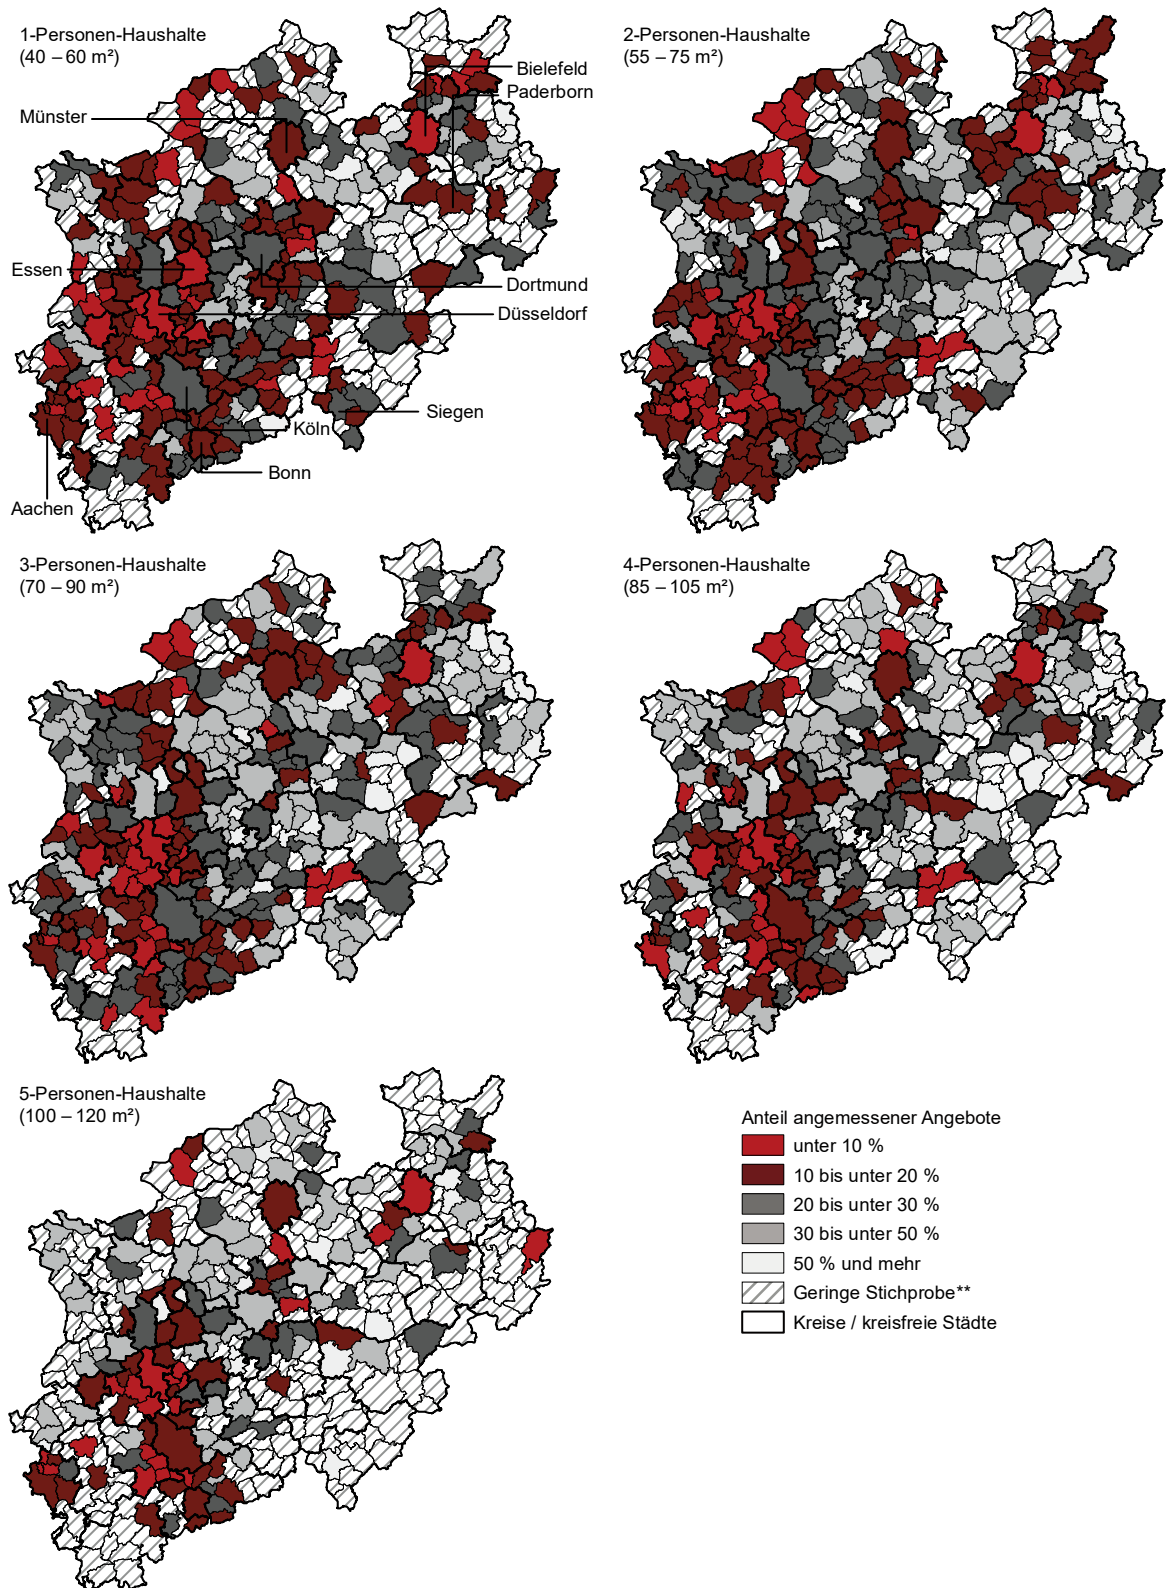 1-Personen-Haushalte
(40 – 60 m²)
2-Personen-Haushalte
(55 – 75 m²)
Bielefeld
Paderborn
Münster
Essen
Dortmund
Düsseldorf
Siegen
Köln
Bonn
Aachen
3-Personen-Haushalte
(70 – 90 m²)
4-Personen-Haushalte
(85 – 105 m²)
5-Personen-Haushalte
(100 – 120 m²)
Anteil angemessener Angebote
unter 10 %
10 bis unter 20 %
20 bis unter 30 %
30 bis unter 50 %
50 % und mehr
Geringe Stichprobe**
Kreise / kreisfreie Städte